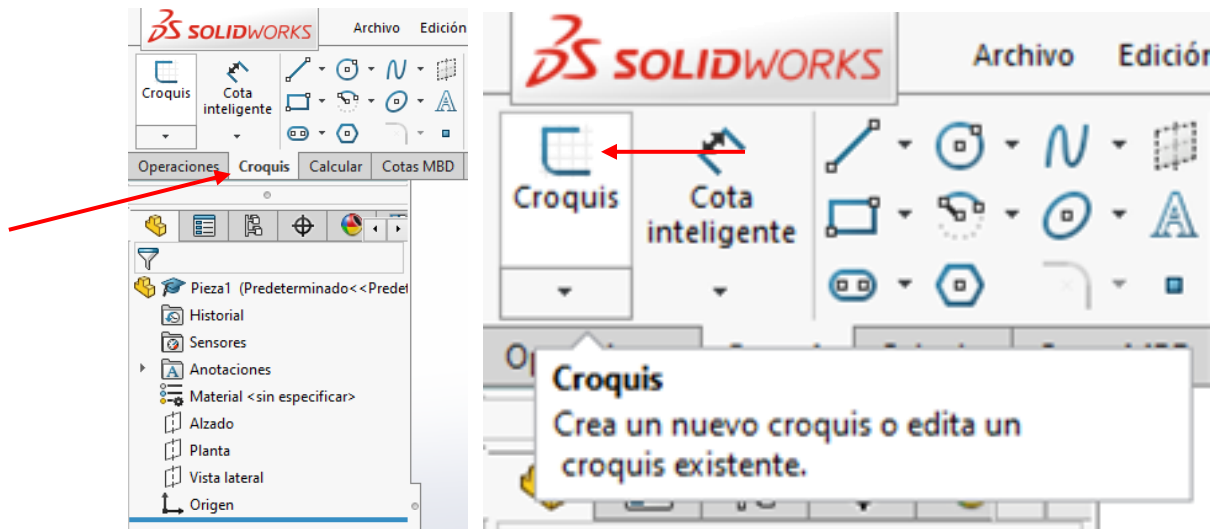 SOLIDWORKS
Archivo Edición
Croquis
Cota
inteligente
Operaciones Croquis Calcular Cotas MBD
Pieza1 (Predeterminado<<Predet
Historial
Sensores
A Anotaciones
Material <sin especificar>
Alzado
Planta
Vista lateral
Origen
SOLIDWORKS
Archivo Edición
Croquis
Cota
inteligente
Croquis
Crea un nuevo croquis o edita un
croquis existente.